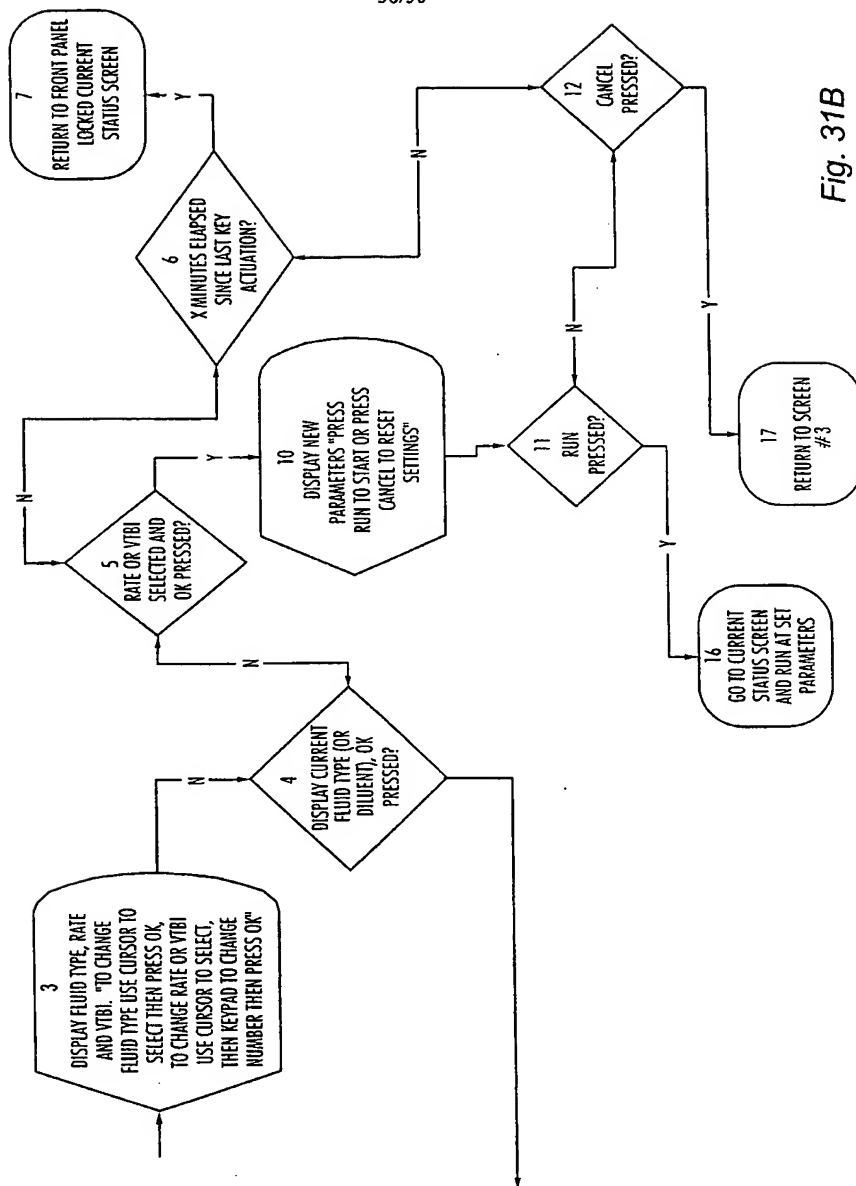 3
DISPLAY FLUID TYPE, RATE
AND VTBI. "TO CHANGE
FLUID TYPE USE CURSOR TO
SELECT THEN PRESS OK,
TO CHANGE RATE OR VTBI
USE CURSOR TO SELECT,
THEN KEYPAD TO CHANGE
NUMBER THEN PRESS OK"
N
4
DISPLAY CURRENT
FLUID TYPE (OR
DILUENT), OK
PRESSED?
N
5
RATE OR VTBI
SELECTED AND
OK PRESSED?
N
Y
6
X MINUTES ELAPSED
SINCE LAST KEY
ACTUATION?
Y
7
RETURN TO FRONT PANEL
LOCKED CURRENT
STATUS SCREEN
N
10
DISPLAY NEW
PARAMETERS "PRESS
RUN TO START OR PRESS
CANCEL TO RESET
SETTINGS"
11
RUN
PRESSED?
N
12
CANCEL
PRESSED?
Y
16
GO TO CURRENT
STATUS SCREEN
AND RUN AT SET
PARAMETERS
Y
17
RETURN TO SCREEN
#3
Fig. 31B